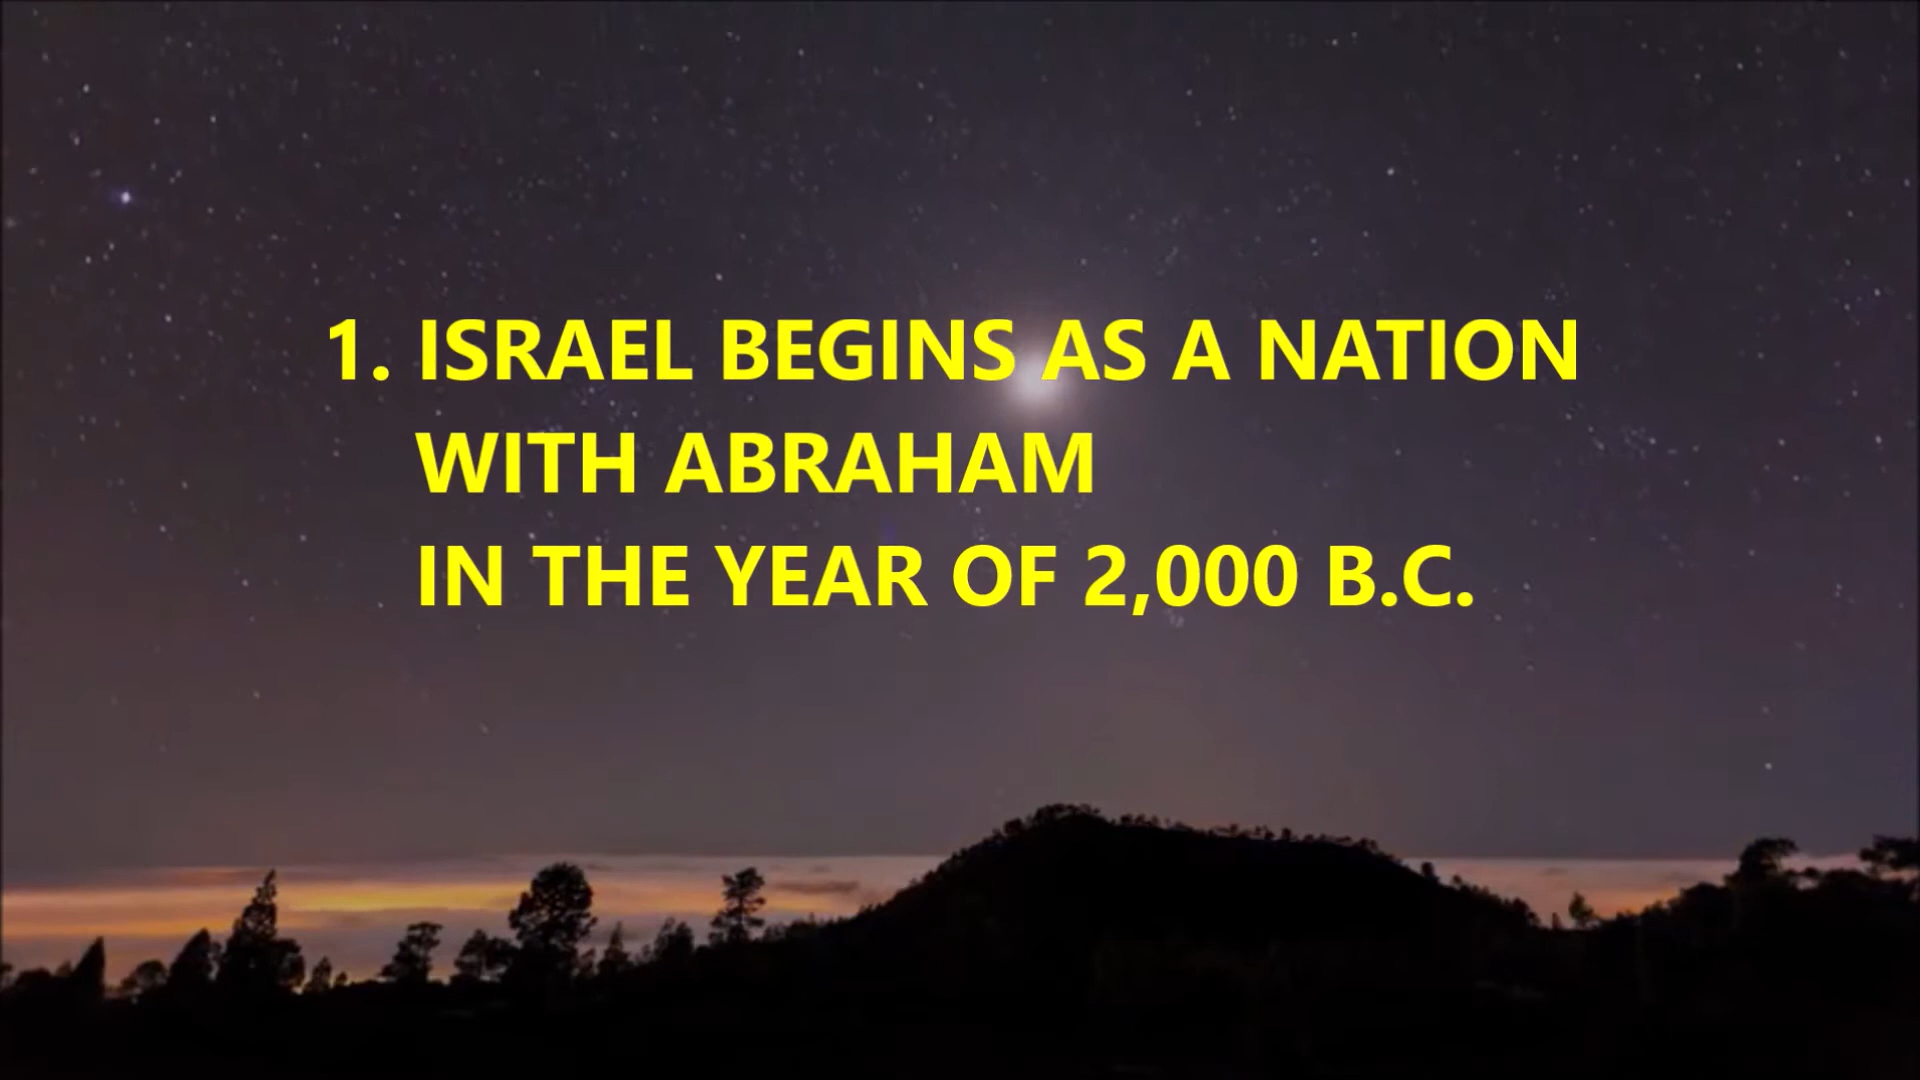 1. ISRAEL BEGINS AS A NATION
WITH ABRAHAM
IN THE YEAR OF 2,000 B.C.